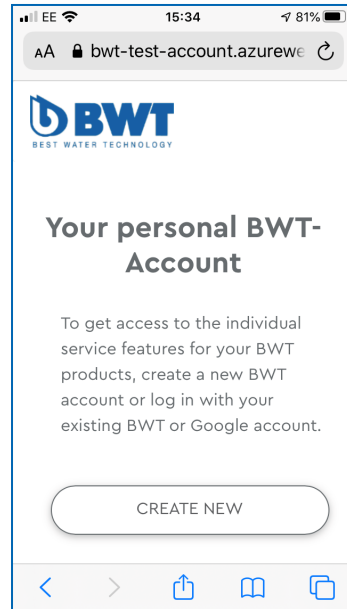 EE 15:34 81%
AA bwt-test-account.azurewe
BWT
BEST WATER TECHNOLOGY
Your personal BWT-
Account
To get access to the individual
service features for your BWT
products, create a new BWT
account or log in with your
existing BWT or Google account.
CREATE NEW